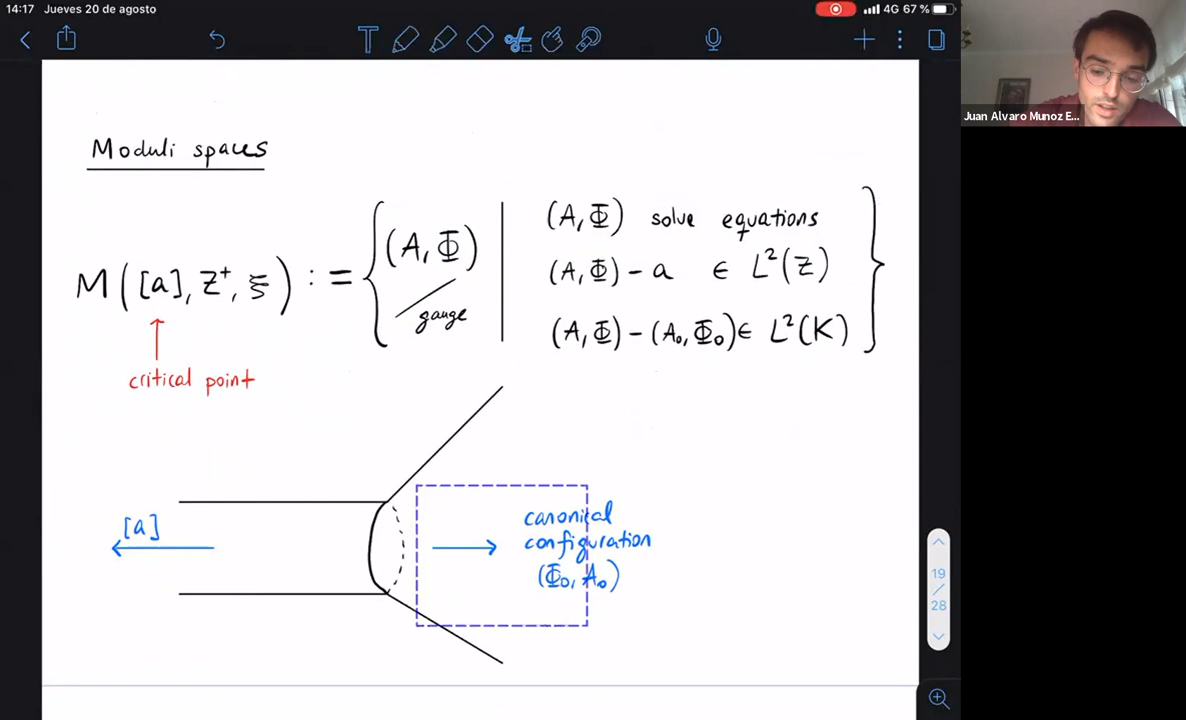 14:17 Jueves 20 de agosto
4G 67 %
Juan Alvaro Munoz E...
Moduli spaces
M([a], Z⁺, ξ) := { (A, Φ) / gauge | (A, Φ) solve equations
(A, Φ) - a ∈ L²(Z)
(A, Φ) - (A₀, Φ₀) ∈ L²(K) }
critical point
[a]
canonical
configuration
(Φ₀, A₀)
19
/
28